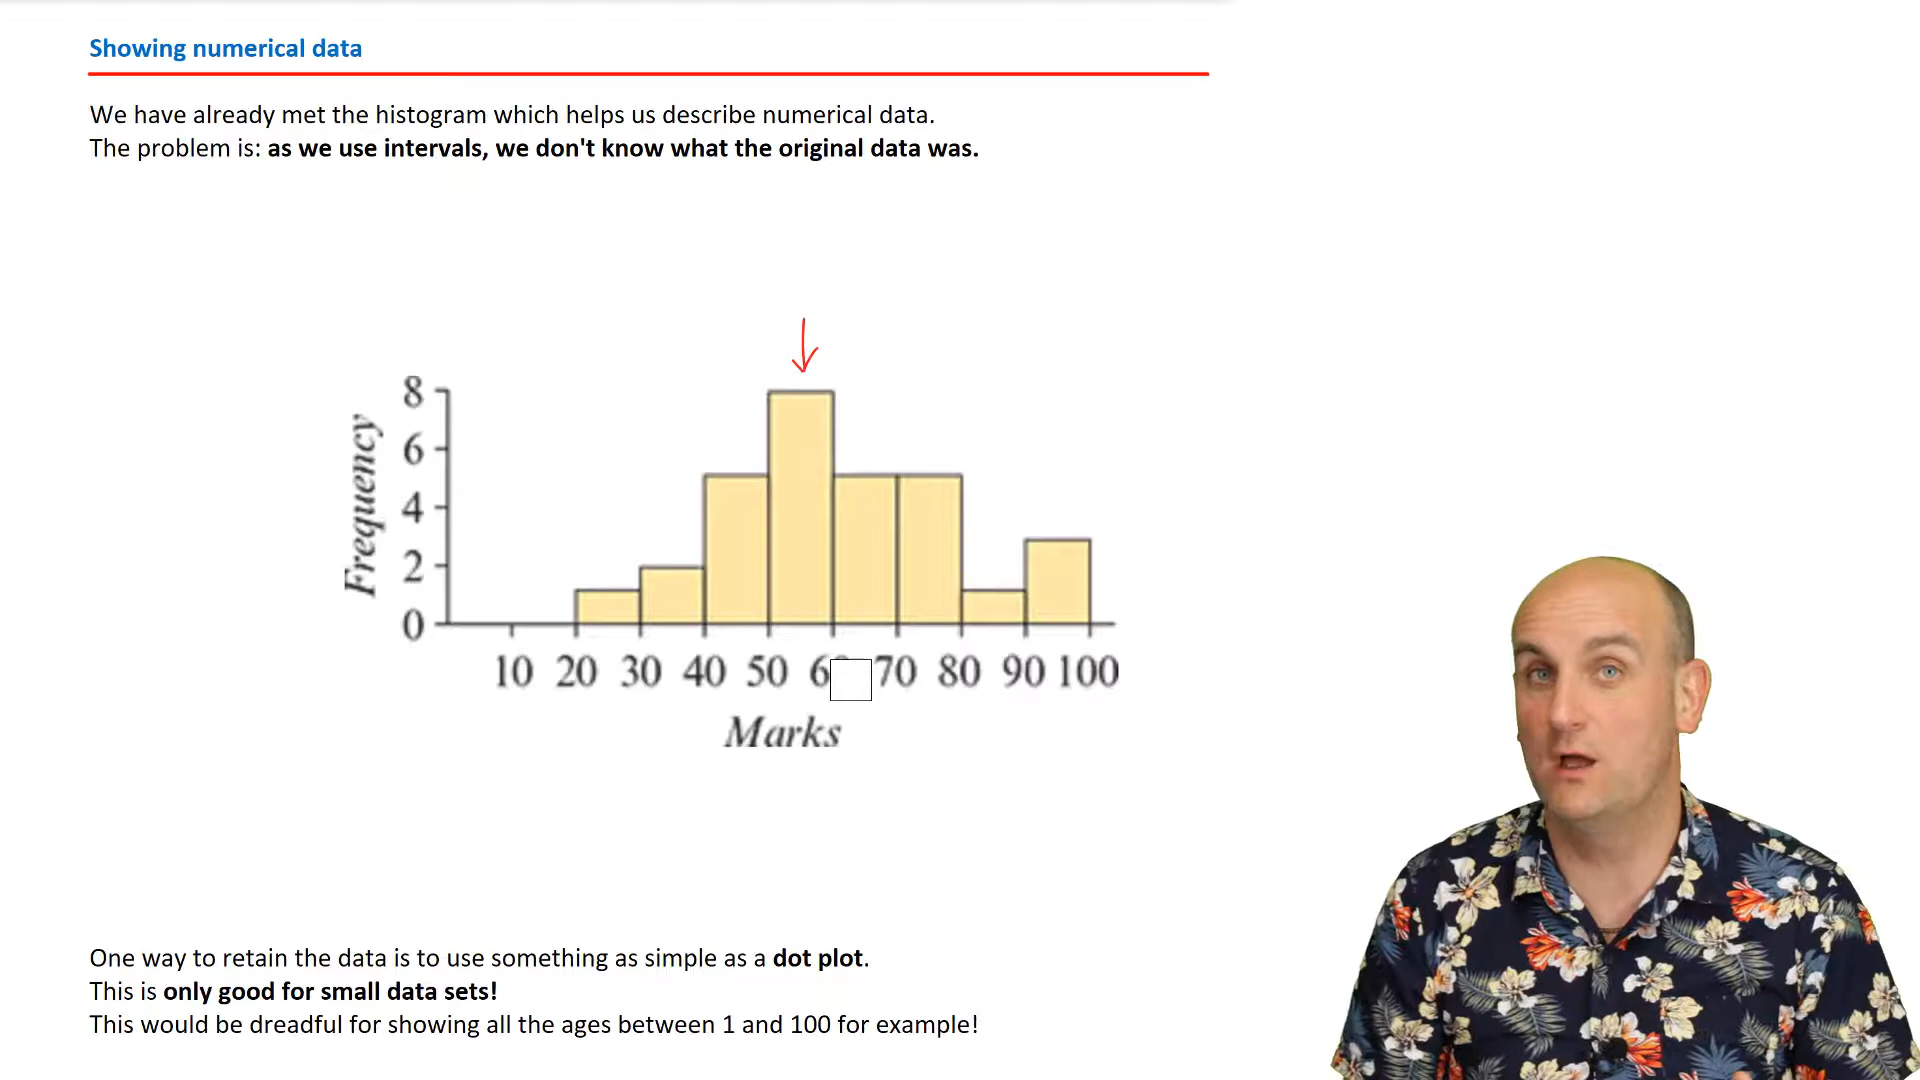 Showing numerical data
We have already met the histogram which helps us describe numerical data.
The problem is: as we use intervals, we don't know what the original data was.
8
6
4
2
0
Frequency
10 20 30 40 50 6 70 80 90 100
Marks
One way to retain the data is to use something as simple as a dot plot.
This is only good for small data sets!
This would be dreadful for showing all the ages between 1 and 100 for example!